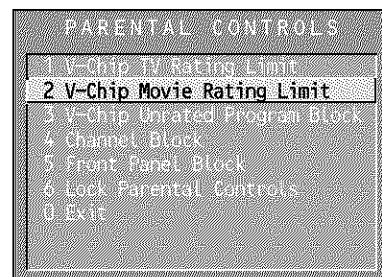 PARENTAL CONTROLS
1 V-Chip TV Rating Limit
2 V-Chip Movie Rating Limit
3 V-Chip Unrated Program Block
4 Channel Block
5 Front Panel Block
6 Lock Parental Controls
0 Exit